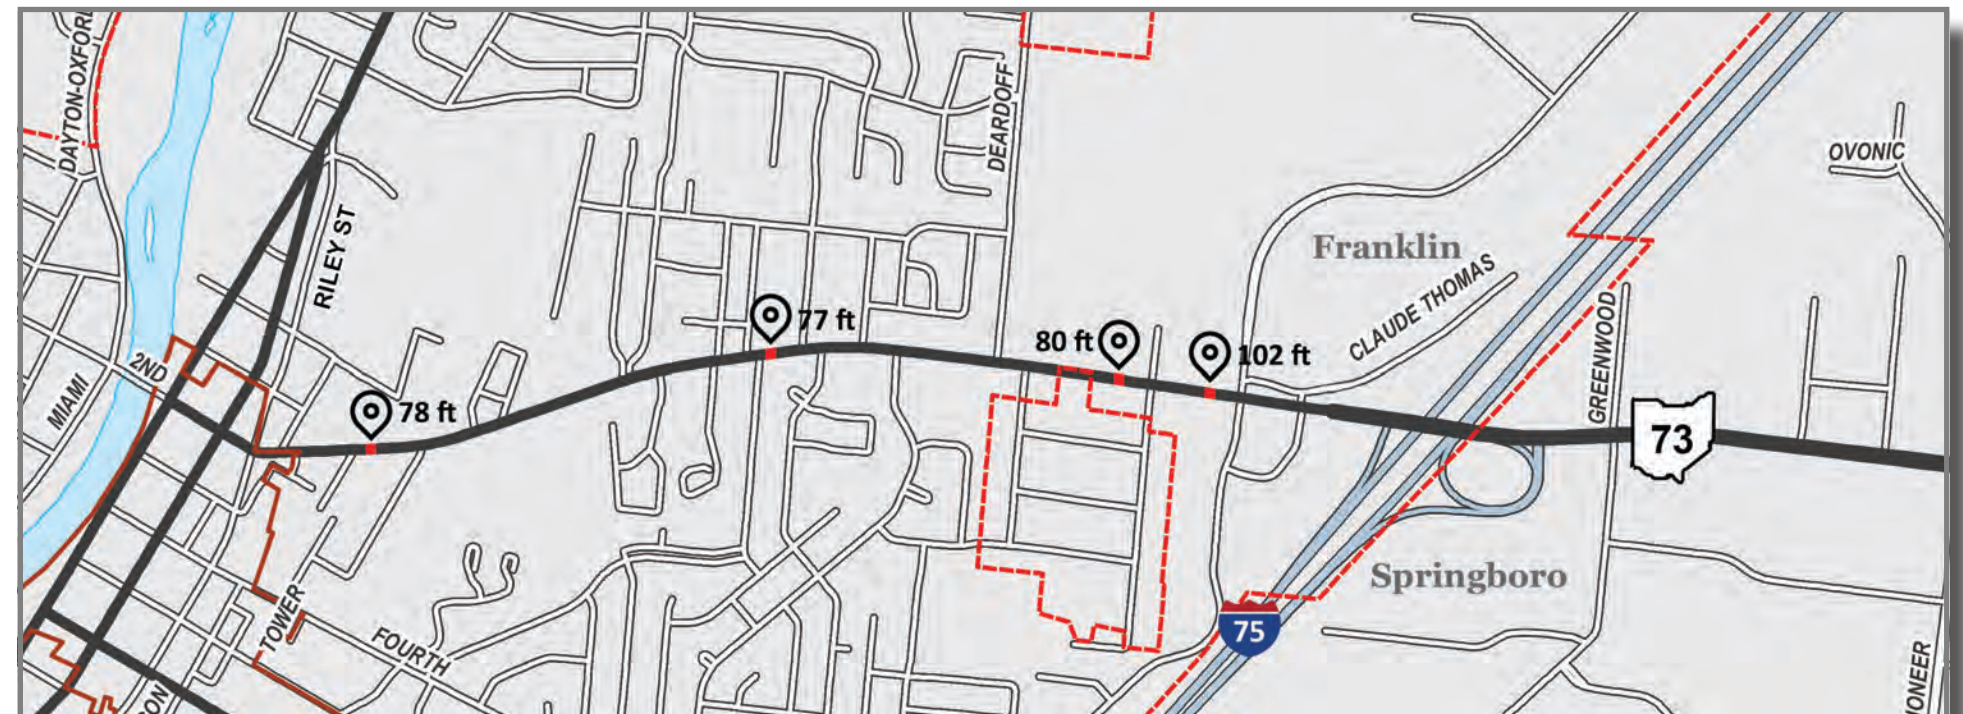 DAYTON-OXFORD
DEARDOFF
OVONIC
RILEY ST
Franklin
CLAUDE THOMAS
GREENWOOD
77 ft
80 ft
102 ft
2ND
MIAMI
78 ft
73
Springboro
TOWER
FOURTH
75